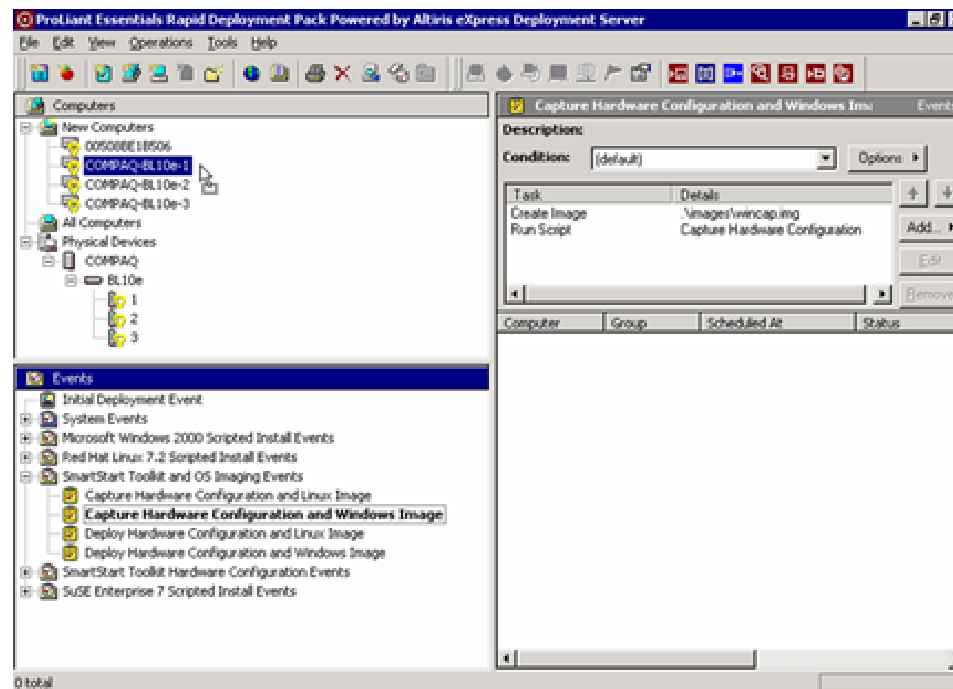 ProLiant Essentials Rapid Deployment Pack Powered by Altiris eXpress Deployment Server
File Edit View Operations Tools Help
Computers
New Computers
00508BE1B506
COMPAQ-BL10e-1
COMPAQ-BL10e-2
COMPAQ-BL10e-3
All Computers
Physical Devices
COMPAQ
BL10e
1
2
3
Events
Initial Deployment Event
System Events
Microsoft Windows 2000 Scripted Install Events
Red Hat Linux 7.2 Scripted Install Events
SmartStart Toolkit and OS Imaging Events
Capture Hardware Configuration and Linux Image
Capture Hardware Configuration and Windows Image
Deploy Hardware Configuration and Linux Image
Deploy Hardware Configuration and Windows Image
SmartStart Toolkit Hardware Configuration Events
SuSE Enterprise 7 Scripted Install Events
Capture Hardware Configuration and Windows Ima Events
Description:
Condition: (default) Options
Task Details
Create Image .\images\wincap.img
Run Script Capture Hardware Configuration
Add...
Edit
Remove
Computer Group Scheduled At Status
0 total